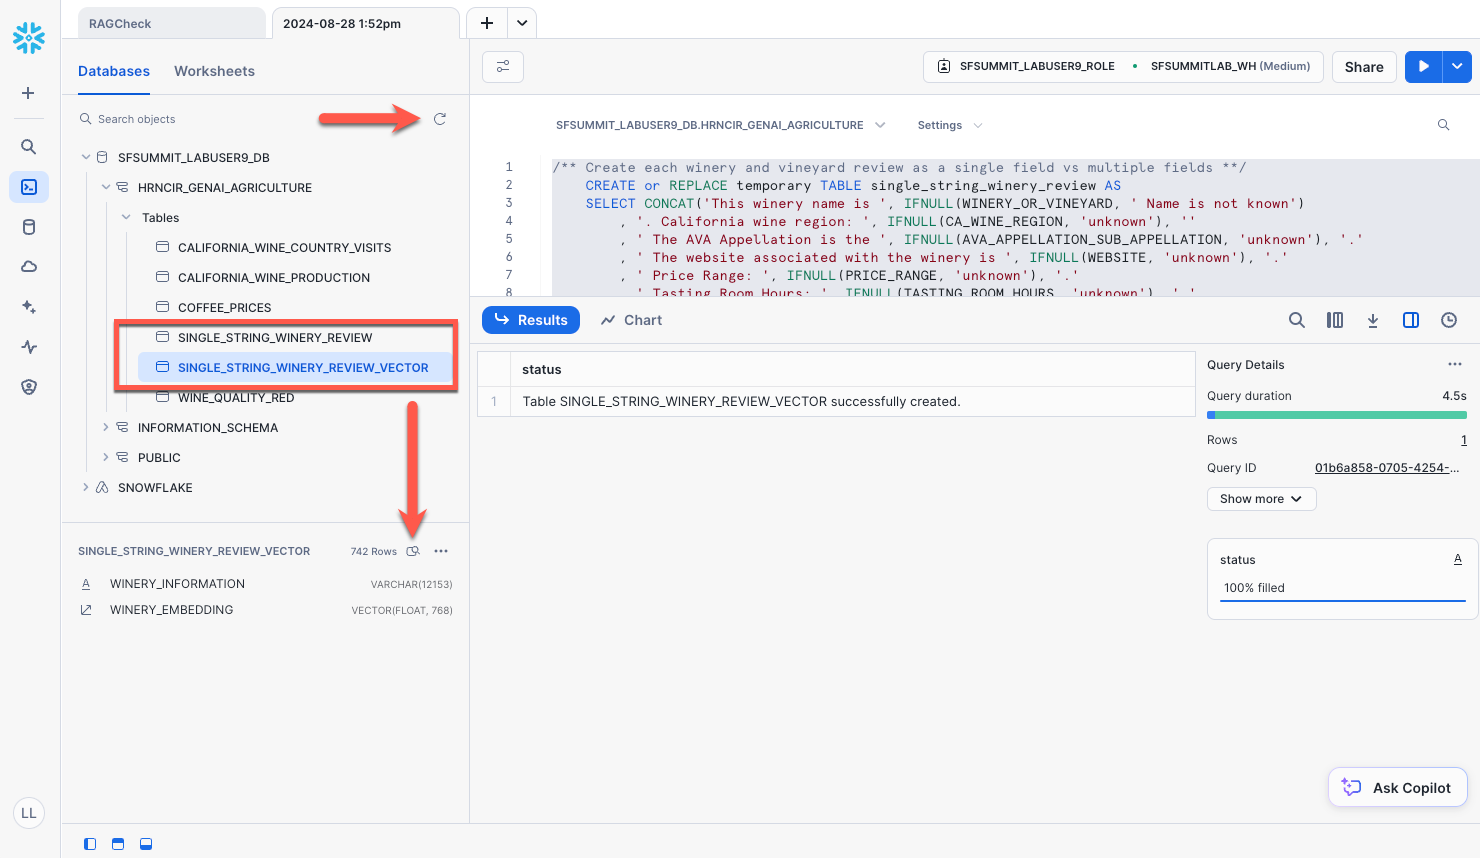 RAGCheck
2024-08-28 1:52pm
Databases
Worksheets
SFSUMMIT_LABUSER9_ROLE
SFSUMMITLAB_WH (Medium)
Share
Search objects
SFSUMMIT_LABUSER9_DB
HRNCIR_GENAI_AGRICULTURE
Tables
CALIFORNIA_WINE_COUNTRY_VISITS
CALIFORNIA_WINE_PRODUCTION
COFFEE_PRICES
SINGLE_STRING_WINERY_REVIEW
SINGLE_STRING_WINERY_REVIEW_VECTOR
WINE_QUALITY_RED
INFORMATION_SCHEMA
PUBLIC
SNOWFLAKE
SINGLE_STRING_WINERY_REVIEW_VECTOR 742 Rows
A WINERY_INFORMATION VARCHAR(12153)
WINERY_EMBEDDING VECTOR(FLOAT, 768)
LL
SFSUMMIT_LABUSER9_DB.HRNCIR_GENAI_AGRICULTURE
Settings
1 /** Create each winery and vineyard review as a single field vs multiple fields **/
2 CREATE or REPLACE temporary TABLE single_string_winery_review AS
3 SELECT CONCAT('This winery name is ', IFNULL(WINERY_OR_VINEYARD, ' Name is not known')
4 , '. California wine region: ', IFNULL(CA_WINE_REGION, 'unknown'), ''
5 , ' The AVA Appellation is the ', IFNULL(AVA_APPELLATION_SUB_APPELLATION, 'unknown'), '.'
6 , ' The website associated with the winery is ', IFNULL(WEBSITE, 'unknown'), '.'
7 , ' Price Range: ', IFNULL(PRICE_RANGE, 'unknown'), '.'
8 , ' Tasting Room Hours: ', IFNULL(TASTING_ROOM_HOURS, 'unknown'), '.'
Results
Chart
status
1 Table SINGLE_STRING_WINERY_REVIEW_VECTOR successfully created.
Query Details
Query duration 4.5s
Rows 1
Query ID 01b6a858-0705-4254-...
Show more
status A
100% filled
Ask Copilot